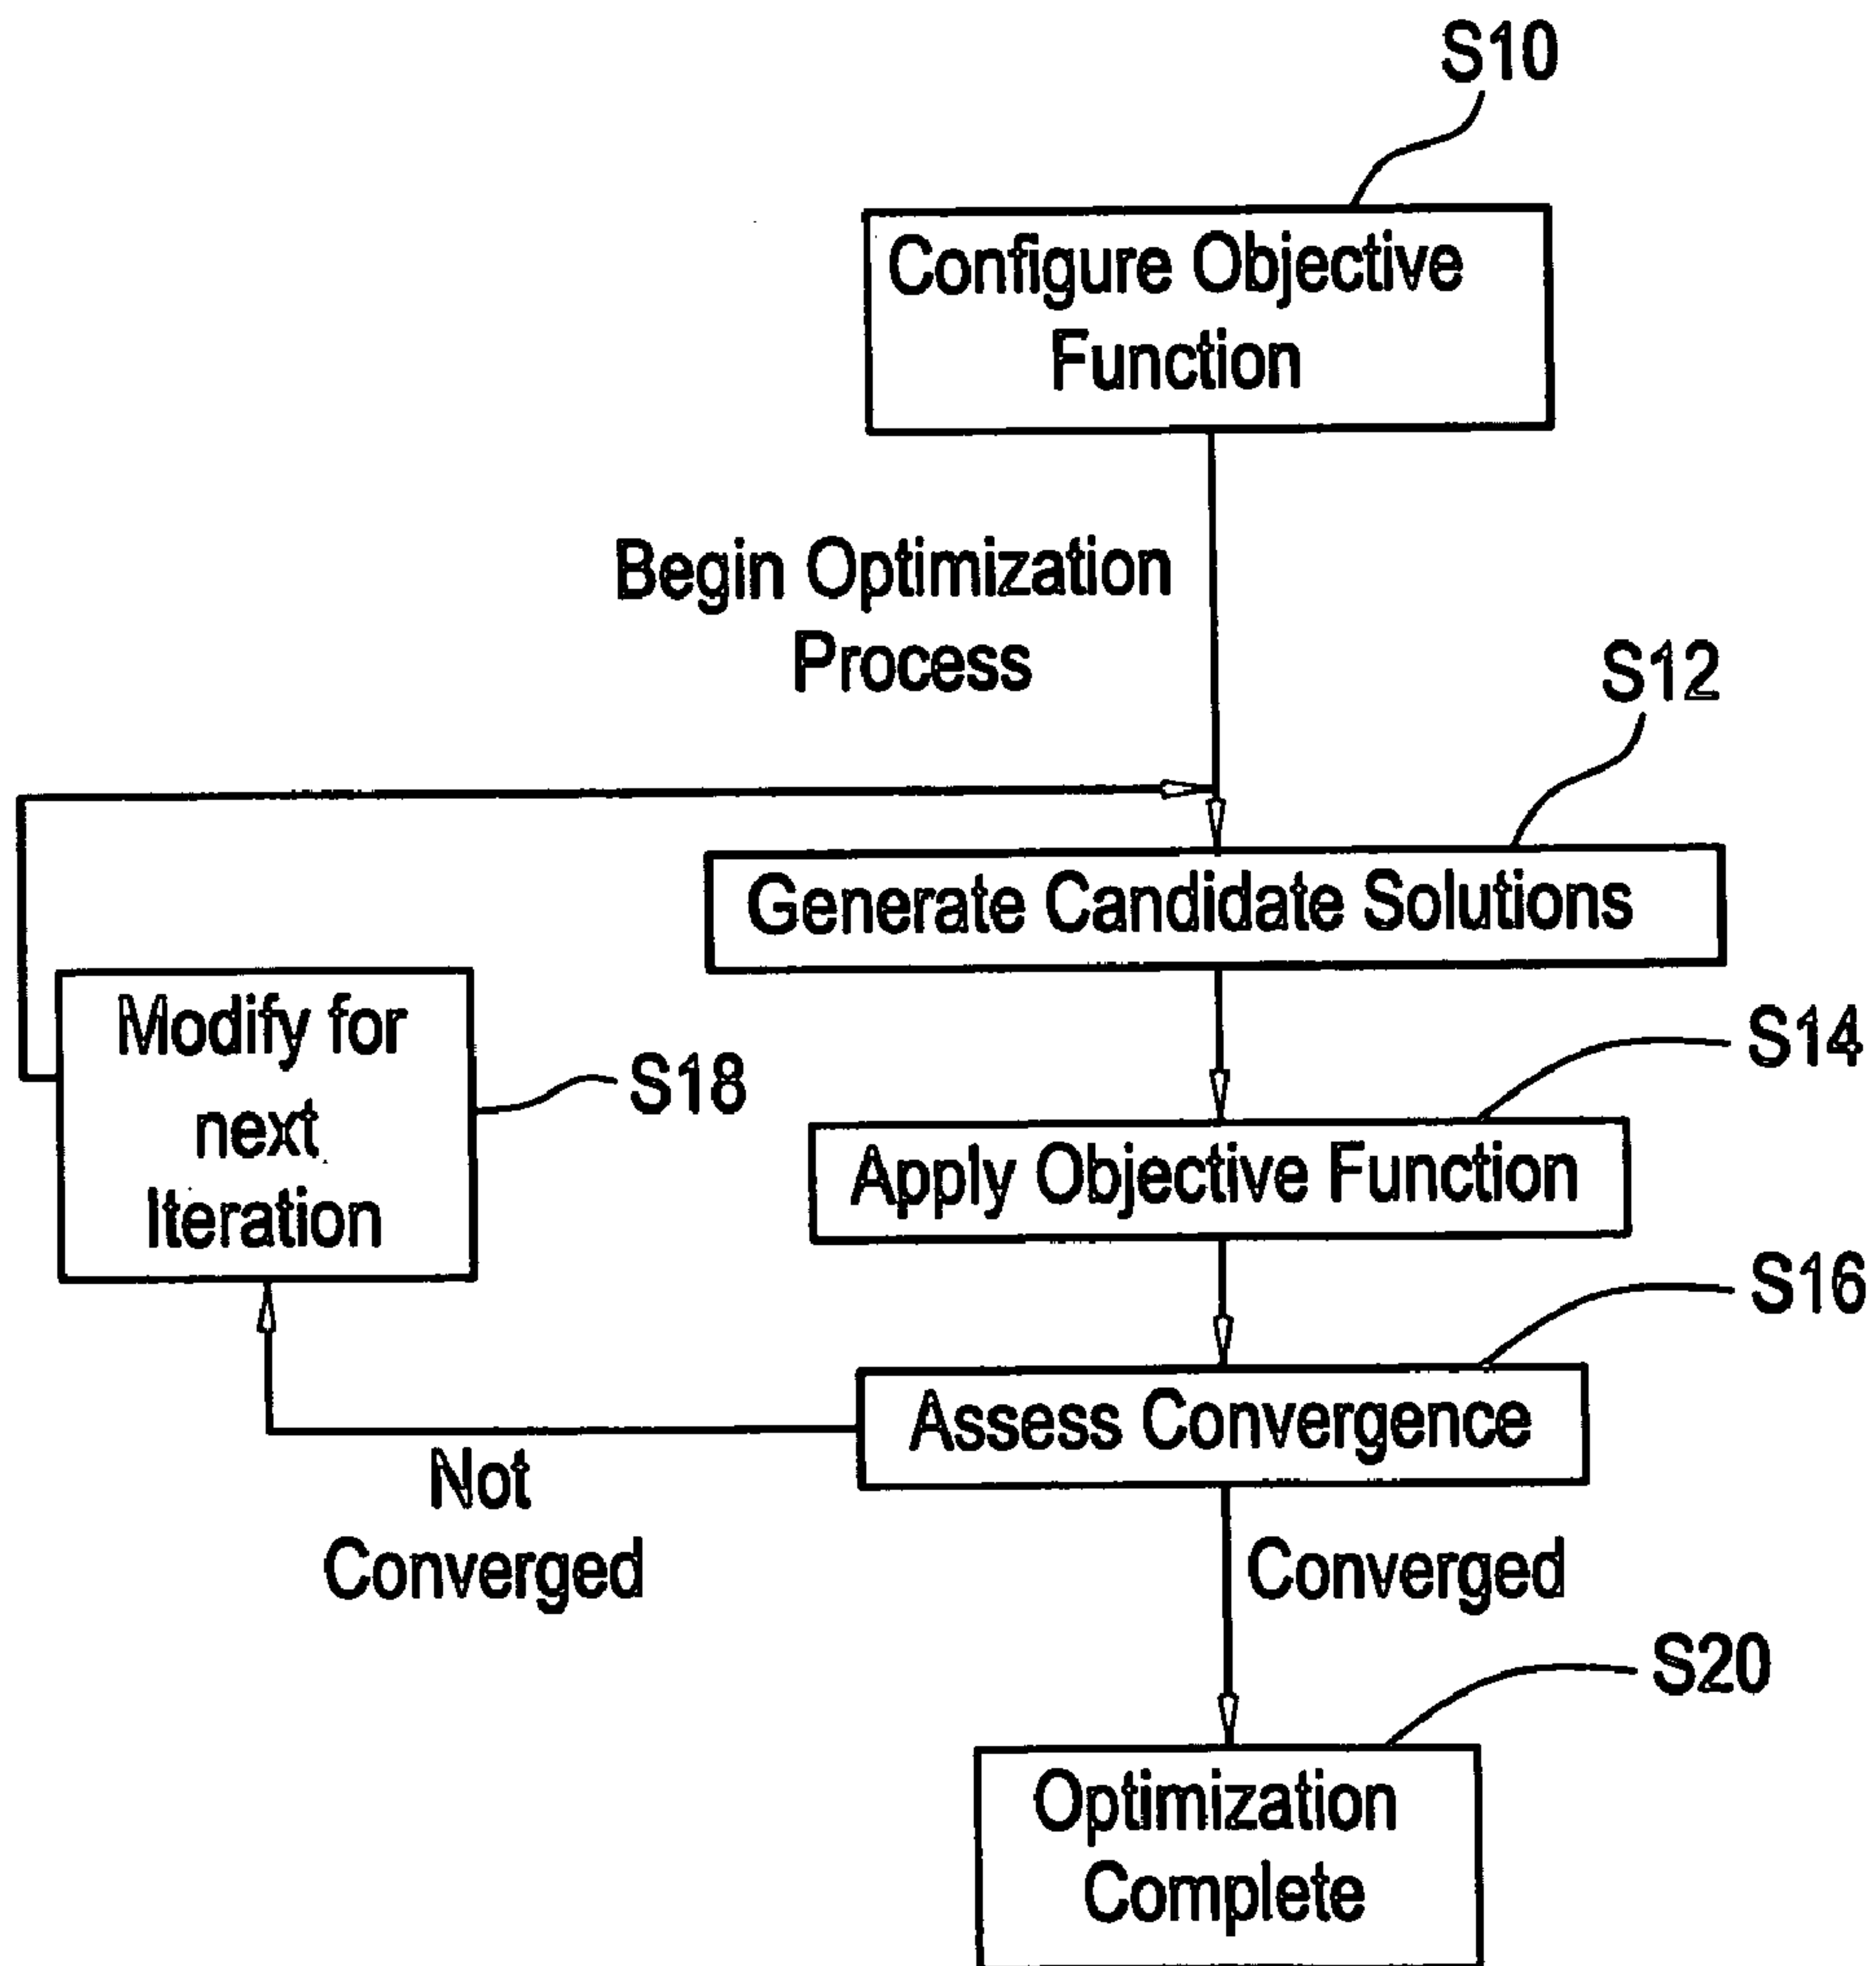 S10
Configure Objective
Function
Begin Optimization
Process
S12
Generate Candidate Solutions
Modify for
next
Iteration
S18
S14
Apply Objective Function
S16
Assess Convergence
Not
Converged
Converged
S20
Optimization
Complete